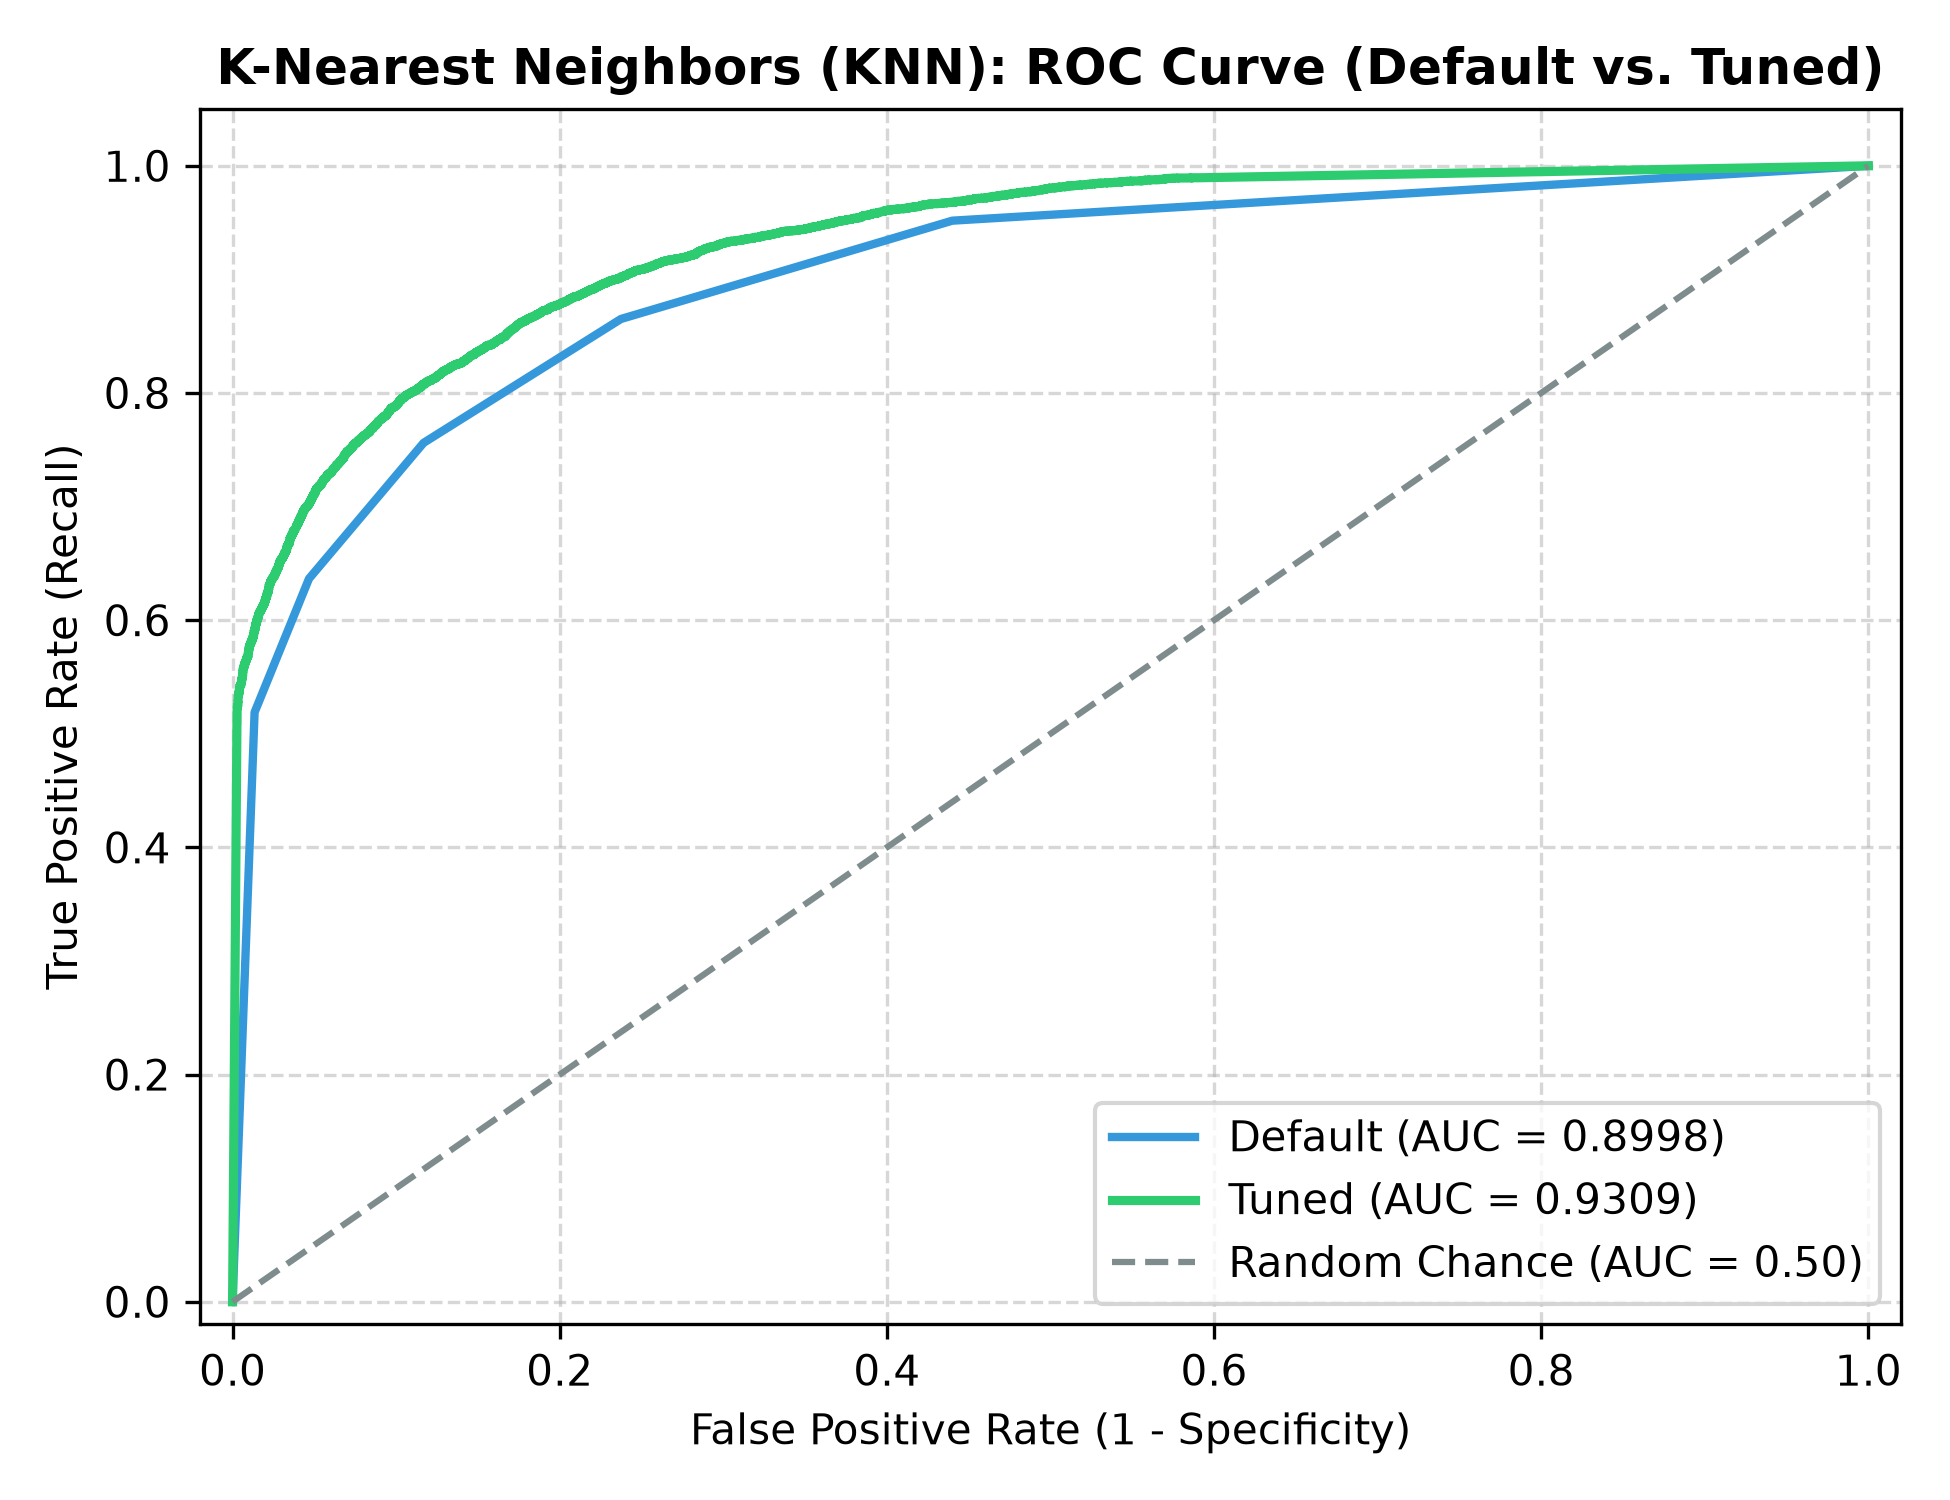 K-Nearest Neighbors (KNN): ROC Curve (Default vs. Tuned)
True Positive Rate (Recall)
1.0
0.8
0.6
0.4
0.2
0.0
Default (AUC = 0.8998)
Tuned (AUC = 0.9309)
Random Chance (AUC = 0.50)
0.0 0.2 0.4 0.6 0.8 1.0
False Positive Rate (1 - Specificity)